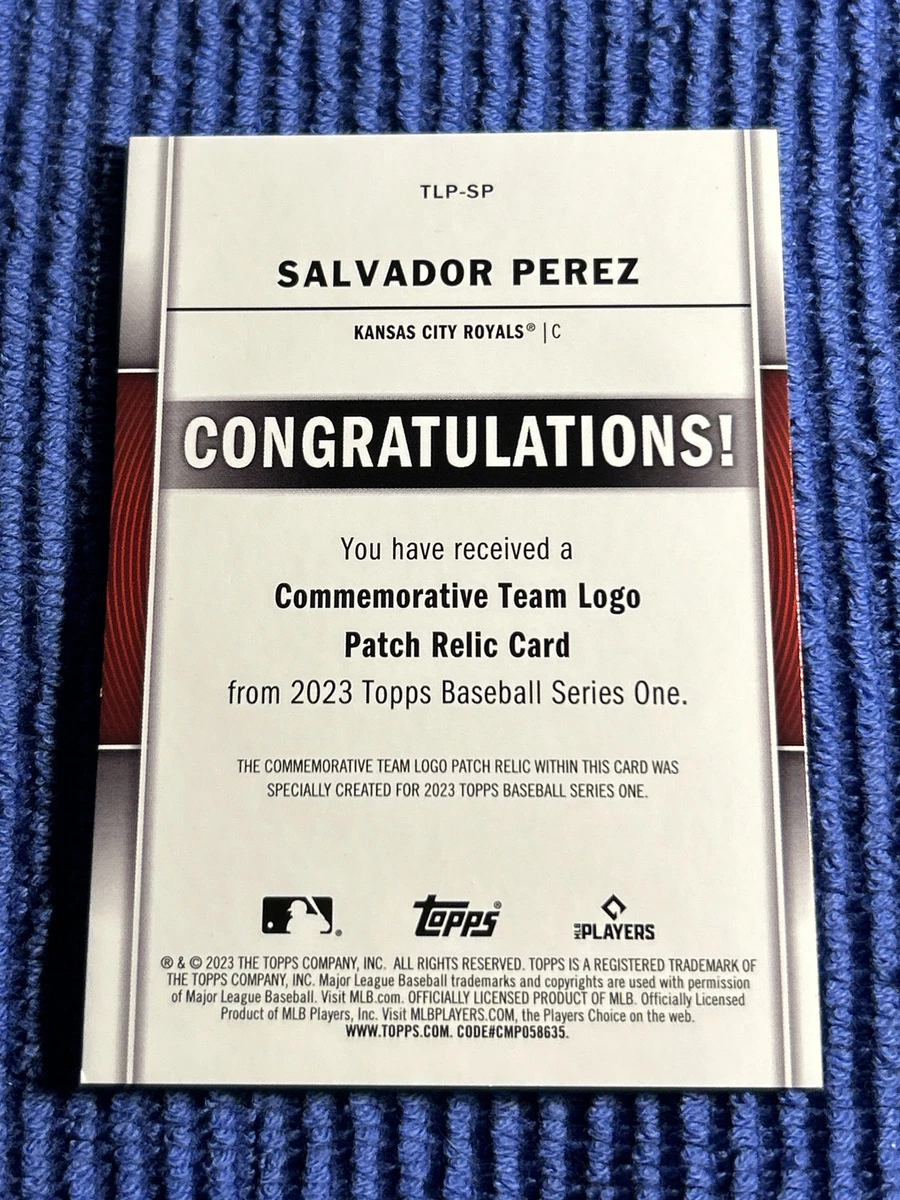 TLP-SP
SALVADOR PEREZ
KANSAS CITY ROYALS® | C
CONGRATULATIONS!
You have received a
Commemorative Team Logo
Patch Relic Card
from 2023 Topps Baseball Series One.
THE COMMEMORATIVE TEAM LOGO PATCH RELIC WITHIN THIS CARD WAS
SPECIALLY CREATED FOR 2023 TOPPS BASEBALL SERIES ONE.
® topps® MLB PLAYERS
® & © 2023 THE TOPPS COMPANY, INC. ALL RIGHTS RESERVED. TOPPS IS A REGISTERED TRADEMARK OF
THE TOPPS COMPANY, INC. Major League Baseball trademarks and copyrights are used with permission
of Major League Baseball. Visit MLB.com. OFFICIALLY LICENSED PRODUCT OF MLB. Officially Licensed
Product of MLB Players, Inc. Visit MLBPLAYERS.COM, the Players Choice on the web.
WWW.TOPPS.COM. CODE#CMP058635.